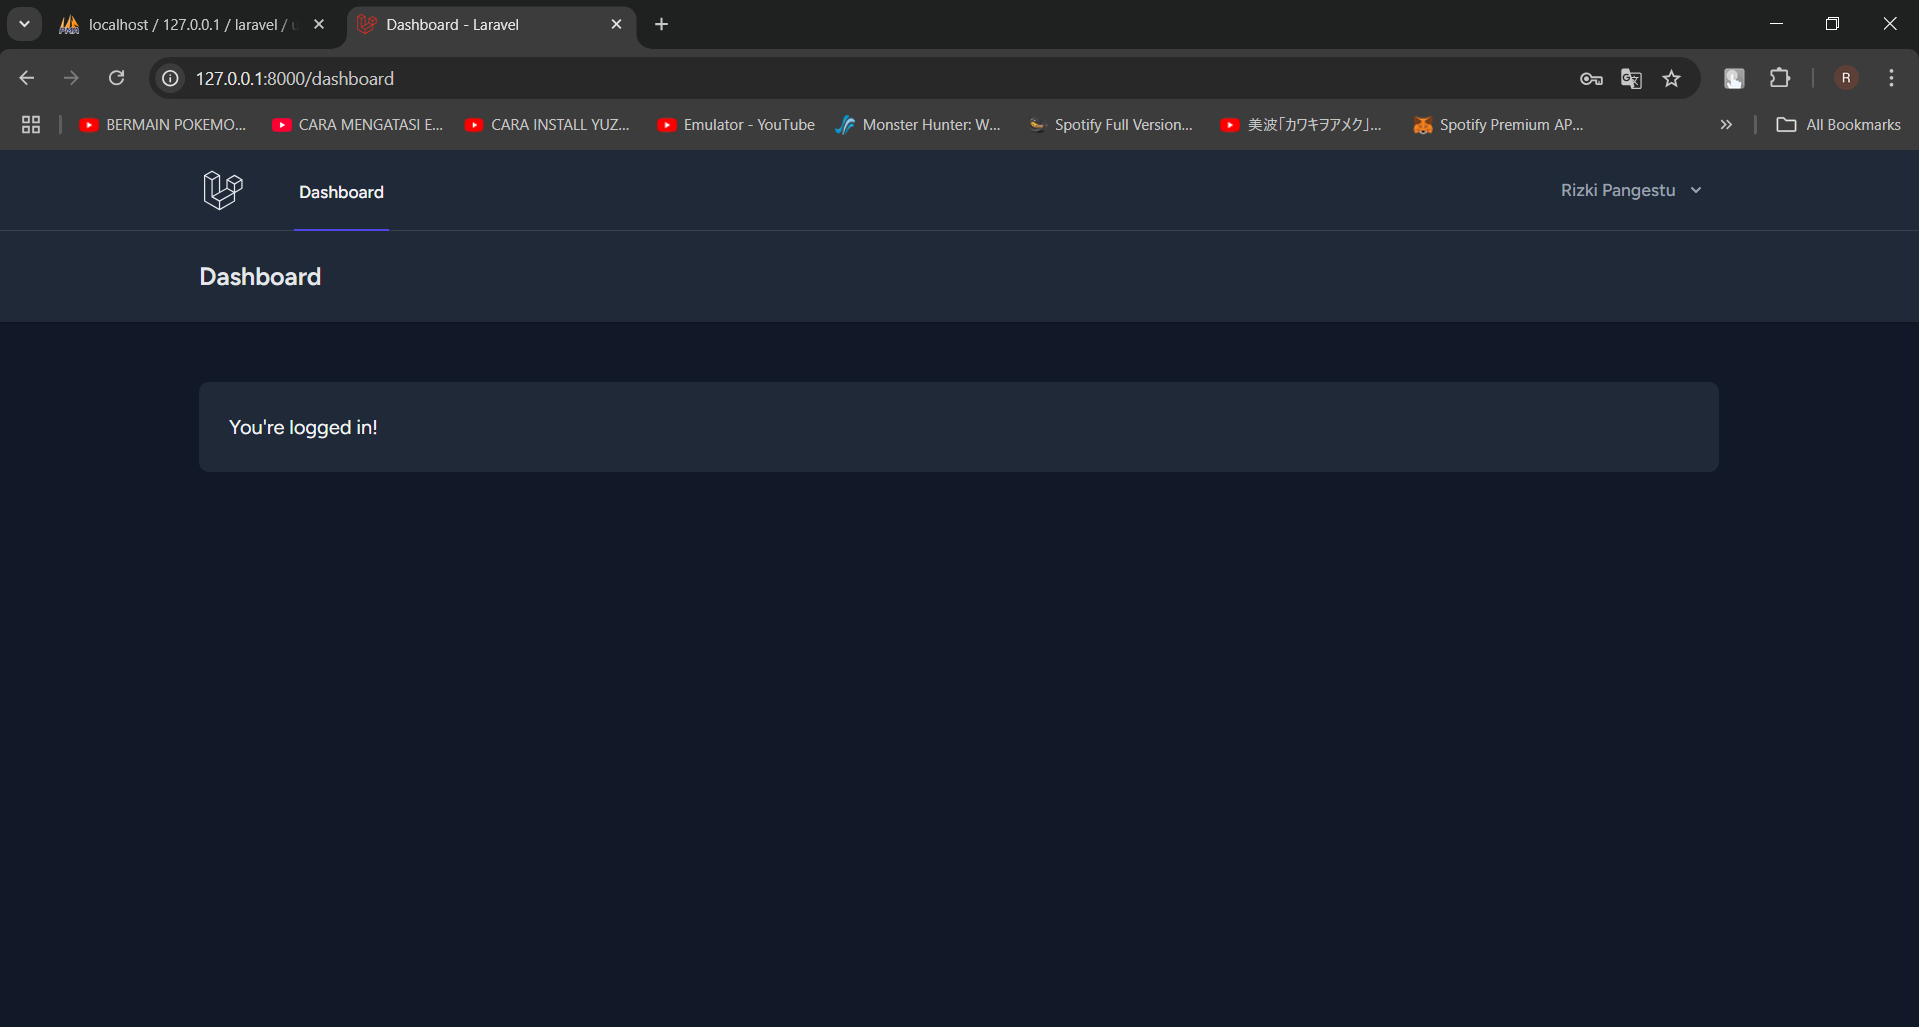 localhost / 127.0.0.1 / laravel / u
Dashboard - Laravel
127.0.0.1:8000/dashboard
R
BERMAIN POKEMO...
CARA MENGATASI E...
CARA INSTALL YUZ...
Emulator - YouTube
Monster Hunter: W...
Spotify Full Version...
美波「カワキヲアメク」...
Spotify Premium AP...
All Bookmarks
Dashboard
Rizki Pangestu
Dashboard
You're logged in!